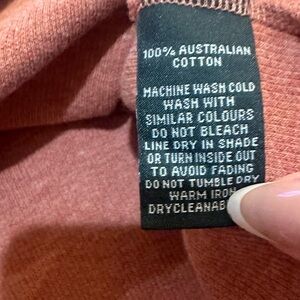 100% AUSTRALIAN
COTTON
MACHINE WASH COLD
WASH WITH
SIMILAR COLOURS
DO NOT BLEACH
LINE DRY IN SHADE
OR TURN INSIDE OUT
TO AVOID FADING
DO NOT TUMBLE DRY
WARM IRON
DRYCLEANAB